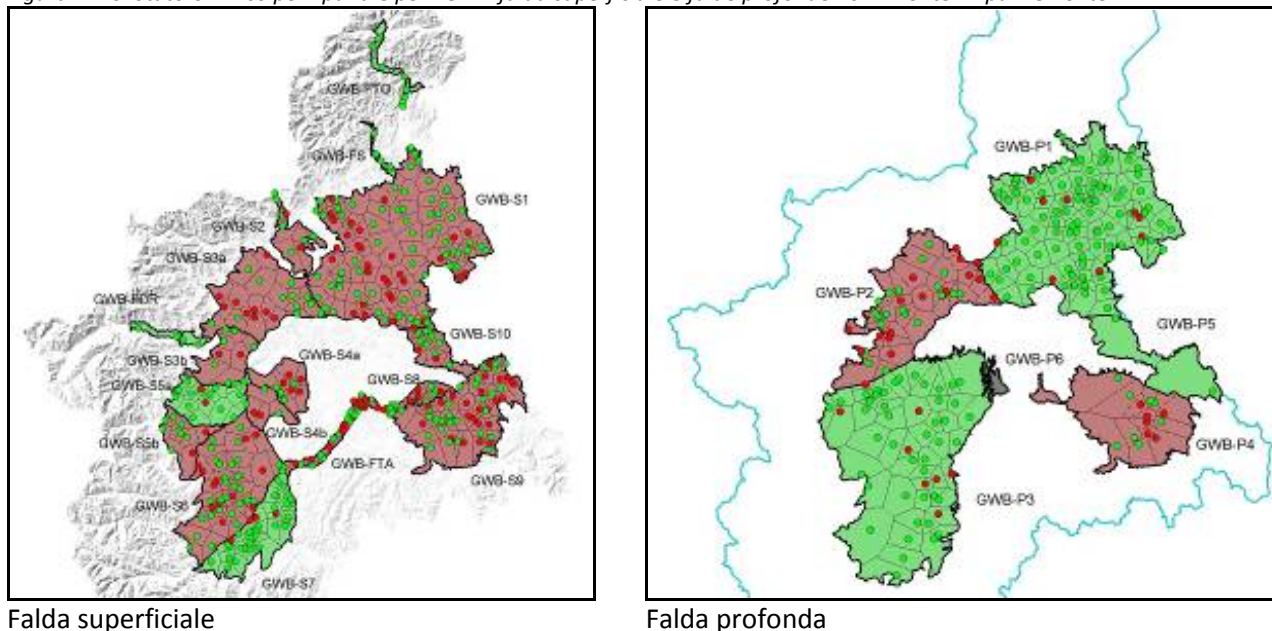 GWB-FTO
GWB-FS
GWB-S1
GWB-S2
GWB-S3a
GWB-FDR
GWB-S10
GWB-S3b
GWB-S4a
GWB-S5a
GWB-S8
GWB-S4b
GWB-S5b
GWB-FTA
GWB-S9
GWB-S6
GWB-S7
Falda superficiale
GWB-P1
GWB-P2
GWB-P5
GWB-P6
GWB-P4
GWB-P3
Falda profonda